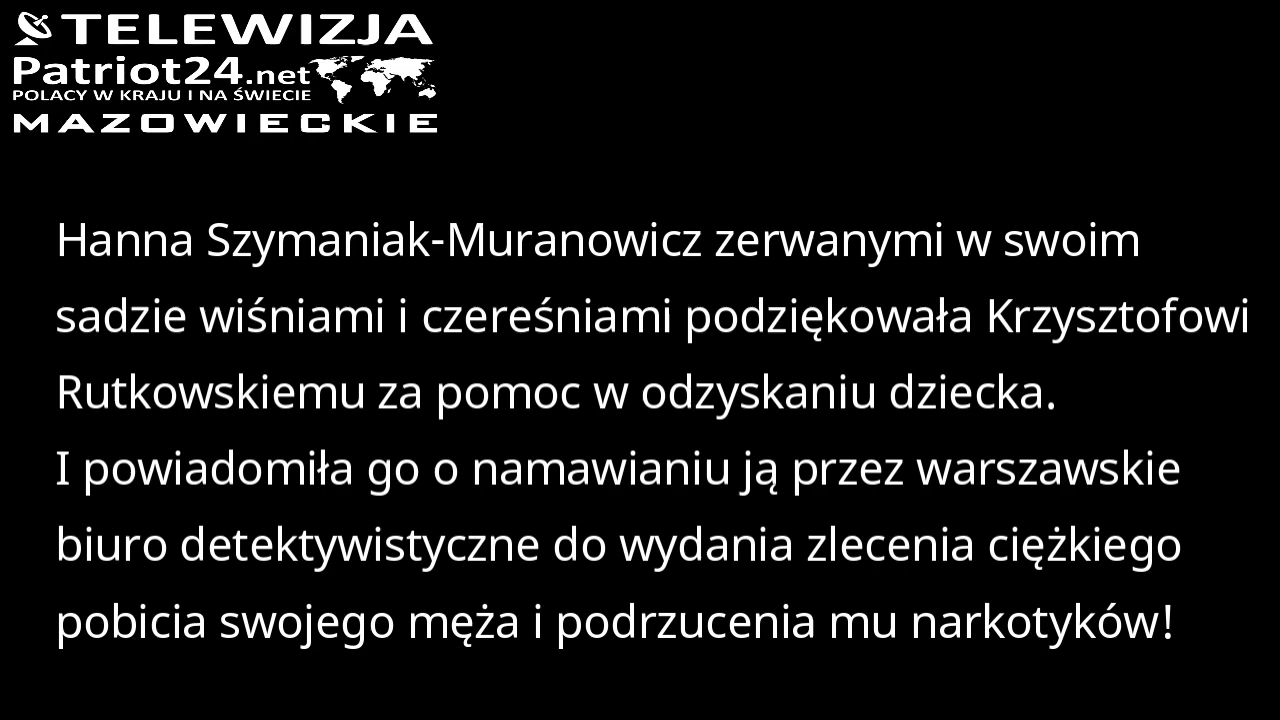 TELEWIZJA
Patriot24.net
POLACY W KRAJU I NA ŚWIECIE
MAZOWIECKIE
Hanna Szymaniak-Muranowicz zerwanymi w swoim
sadzie wiśniami i czereśniami podziękowała Krzysztofowi
Rutkowskiemu za pomoc w odzyskaniu dziecka.
I powiadomiła go o namawianiu ją przez warszawskie
biuro detektywistyczne do wydania zlecenia ciężkiego
pobicia swojego męża i podrzucenia mu narkotyków!